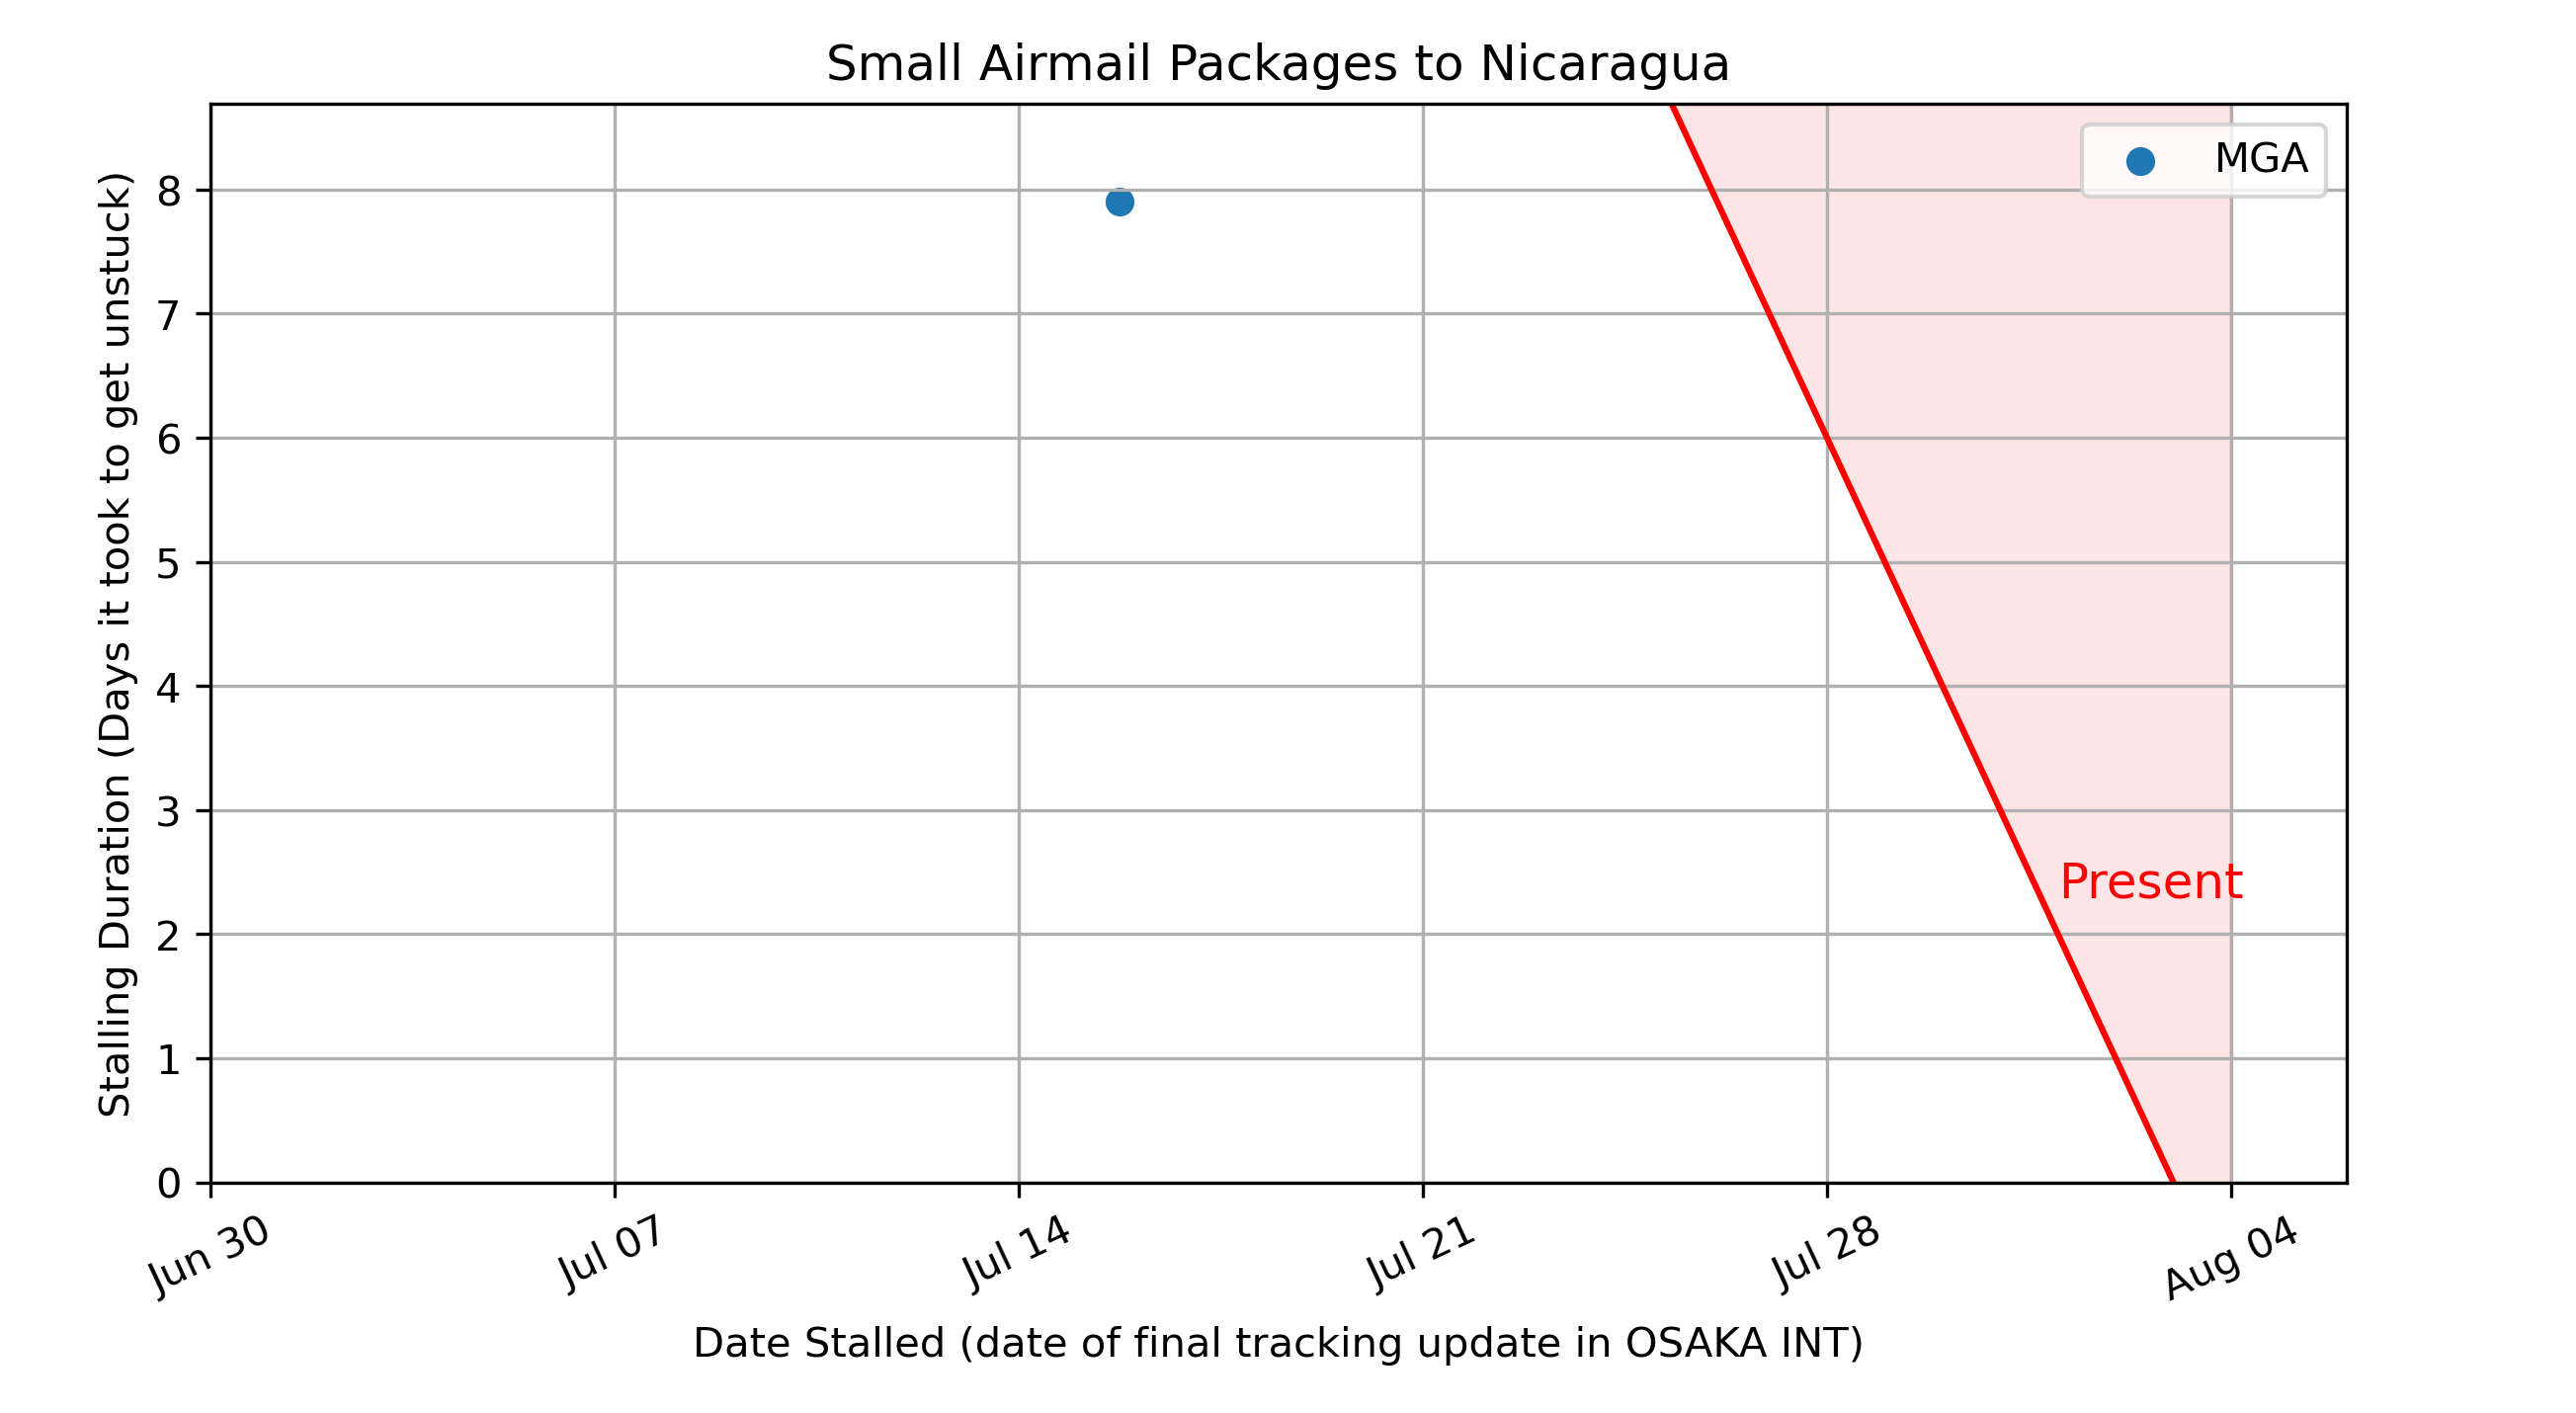 Small Airmail Packages to Nicaragua
MGA
Stalling Duration (Days it took to get unstuck)
8
7
6
5
4
3
2
1
0
Present
Jun 30
Jul 07
Jul 14
Jul 21
Jul 28
Aug 04
Date Stalled (date of final tracking update in OSAKA INT)